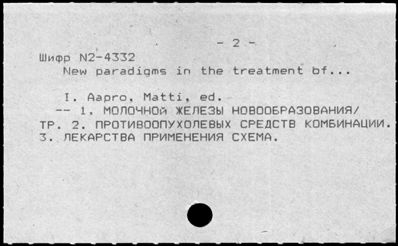 - 2 -
Шифр N2-4332
New paradigms in the treatment of...
I. Aapro, Matti, ed.
-- 1. МОЛОЧНОЙ ЖЕЛЕЗЫ НОВООБРАЗОВАНИЯ/
ТР. 2. ПРОТИВООПУХОЛЕВЫХ СРЕДСТВ КОМБИНАЦИИ.
3. ЛЕКАРСТВА ПРИМЕНЕНИЯ СХЕМА.